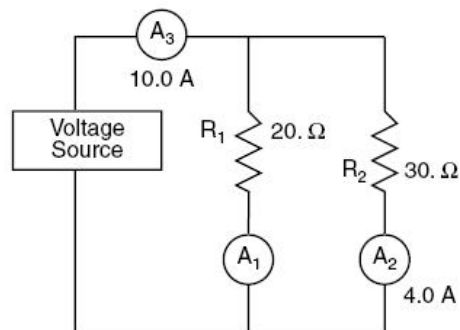 A3
10.0 A
Voltage
Source
R1
20. Ω
R2
30. Ω
A1
A2
4.0 A